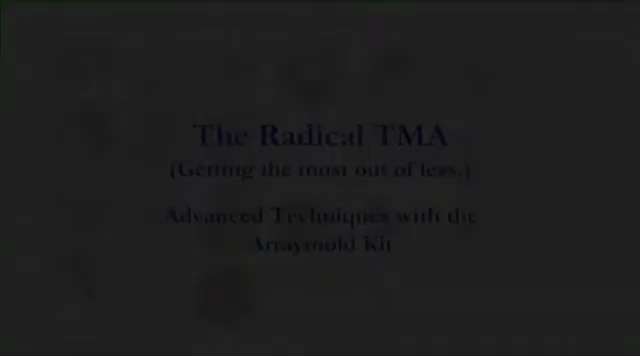 The Radical TMA
(Getting the most out of less.)
Advanced Techniques with the
Arraymold Kit